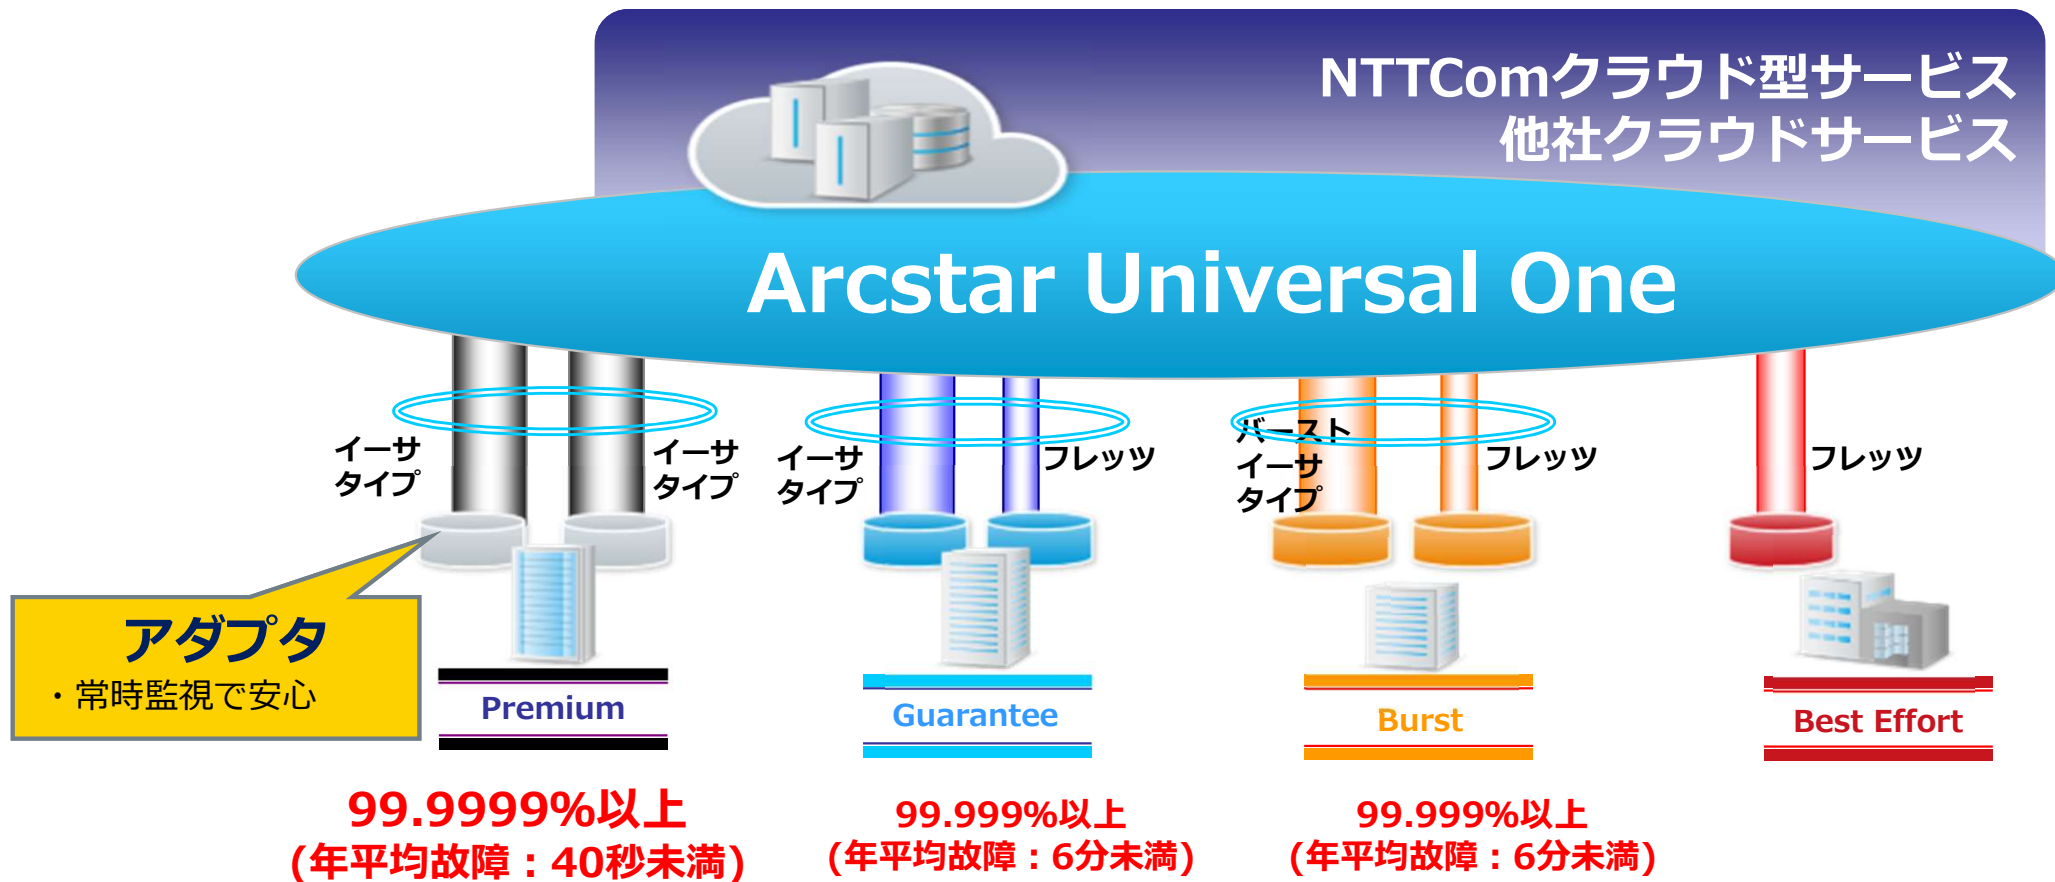 NTTComクラウド型サービス
他社クラウドサービス
Arcstar Universal One
イーサ
タイプ
イーサ
タイプ
イーサ
タイプ
フレッツ
バースト
イーサ
タイプ
フレッツ
フレッツ
アダプタ
・常時監視で安心
Premium
Guarantee
Burst
Best Effort
99.9999%以上
(年平均故障：40秒未満)
99.999%以上
(年平均故障：6分未満)
99.999%以上
(年平均故障：6分未満)